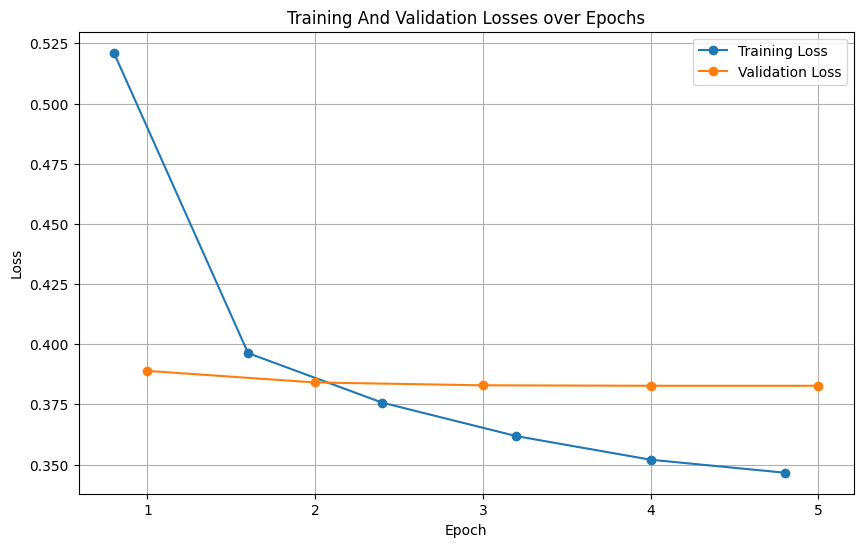 Training And Validation Losses over Epochs
Training Loss
Validation Loss
0.525
0.500
0.475
0.450
0.425
0.400
0.375
0.350
Loss
1 2 3 4 5
Epoch